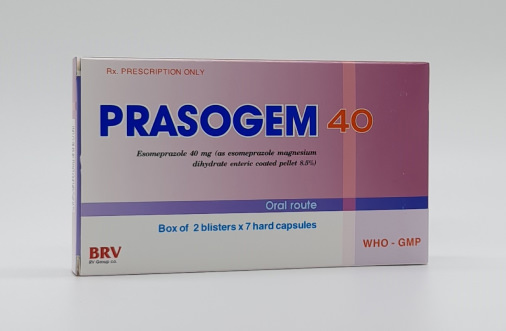 Rx. PRESCRIPTION ONLY
PRASOGEM 40
Esomeprazole 40 mg (as esomeprazole magnesium
dihydrate enteric coated pellet 8.5%)
Oral route
Box of 2 blisters x 7 hard capsules
BRV
WHO - GMP